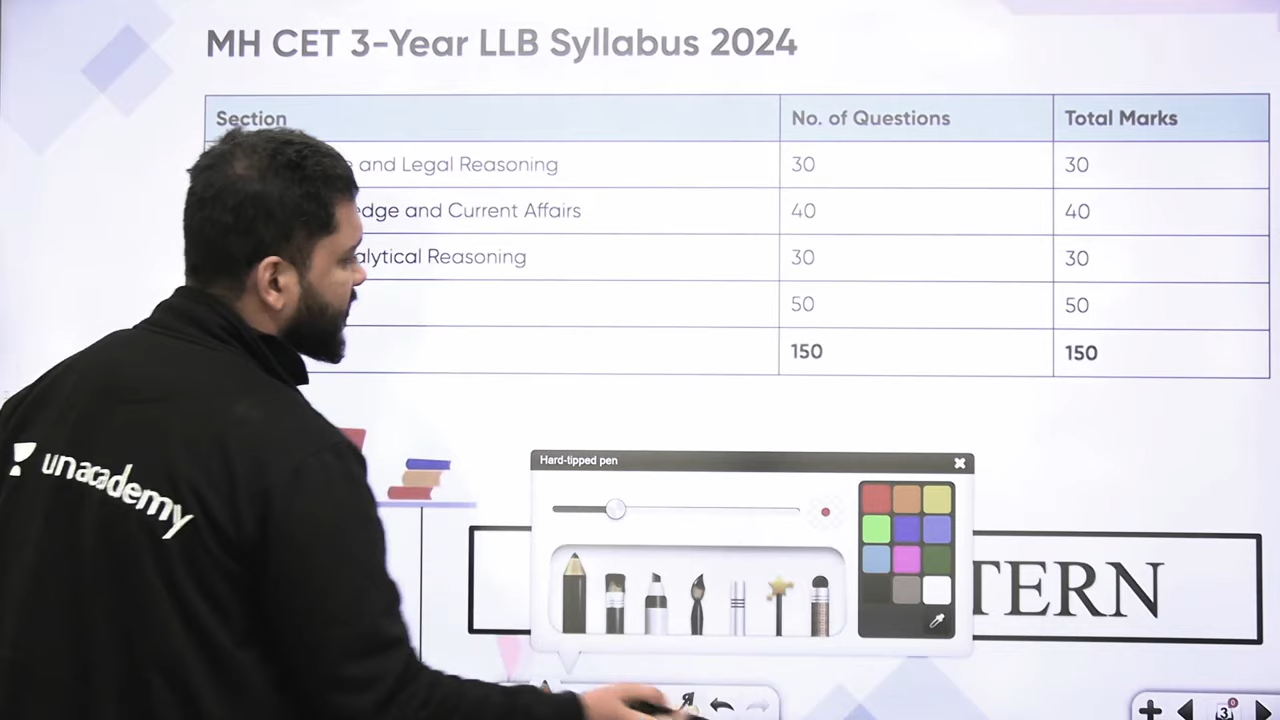 MH CET 3-Year LLB Syllabus 2024
Section No. of Questions Total Marks
and Legal Reasoning 30 30
edge and Current Affairs 40 40
alytical Reasoning 30 30
50 50
150 150
unacademy
Hard-tipped pen
TERN
3